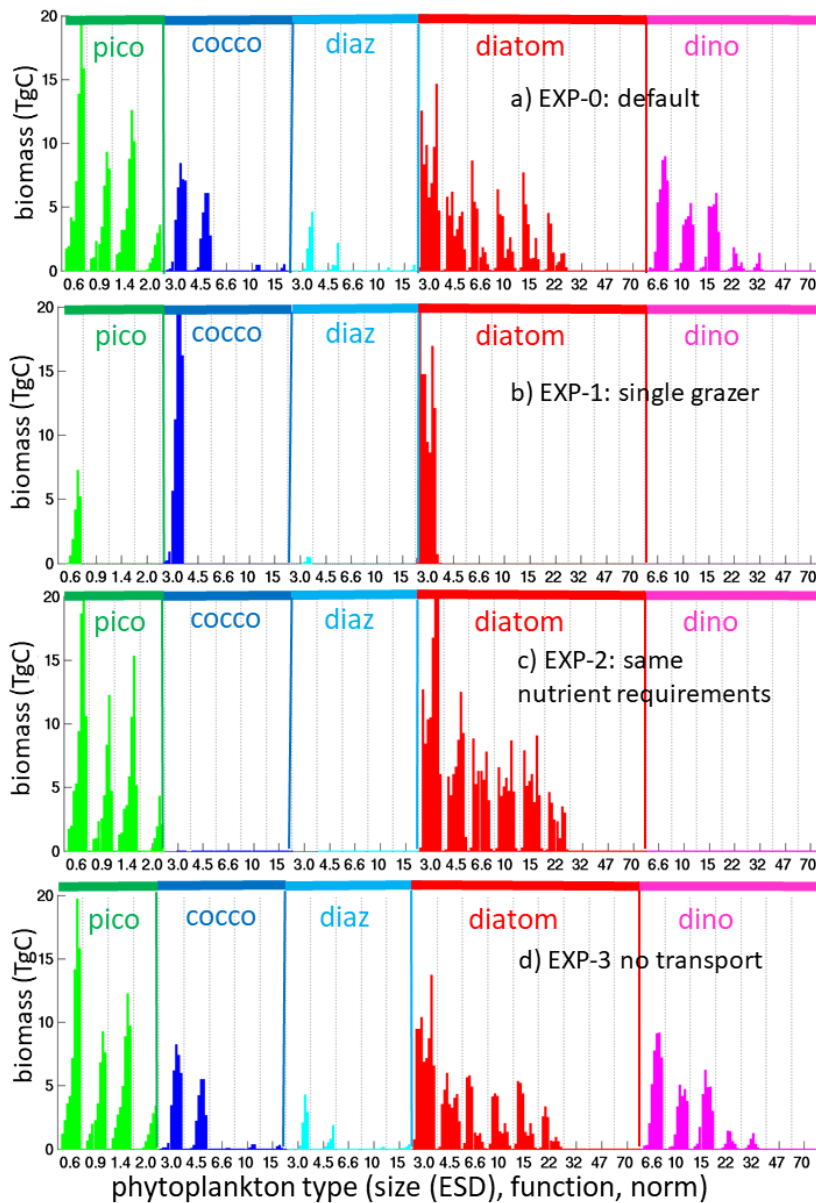 20
15
10
5
0
biomass (TgC)
pico cocco diaz diatom dino
a) EXP-0: default
0.6 0.9 1.4 2.0 3.0 4.5 6.6 10 15 3.0 4.5 6.6 10 15 3.0 4.5 6.6 10 15 22 32 47 70 6.6 10 15 22 32 47 70
20
15
10
5
0
biomass (TgC)
pico cocco diaz diatom dino
b) EXP-1: single grazer
0.6 0.9 1.4 2.0 3.0 4.5 6.6 10 15 3.0 4.5 6.6 10 15 3.0 4.5 6.6 10 15 22 32 47 70 6.6 10 15 22 32 47 70
20
15
10
5
0
biomass (TgC)
pico cocco diaz diatom dino
c) EXP-2: same
nutrient requirements
0.6 0.9 1.4 2.0 3.0 4.5 6.6 10 15 3.0 4.5 6.6 10 15 3.0 4.5 6.6 10 15 22 32 47 70 6.6 10 15 22 32 47 70
20
15
10
5
0
biomass (TgC)
pico cocco diaz diatom dino
d) EXP-3 no transport
0.6 0.9 1.4 2.0 3.0 4.5 6.6 10 15 3.0 4.5 6.6 10 15 3.0 4.5 6.6 10 15 22 32 47 70 6.6 10 15 22 32 47 70
phytoplankton type (size (ESD), function, norm)